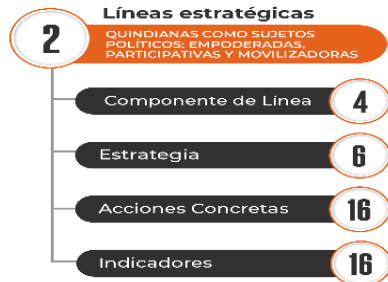 Líneas estratégicas
2
QUINDIANAS COMO SUJETOS
POLÍTICOS: EMPODERADAS,
PARTICIPATIVAS Y MOVILIZADORAS
Componente de Línea 4
Estrategia 6
Acciones Concretas 16
Indicadores 16